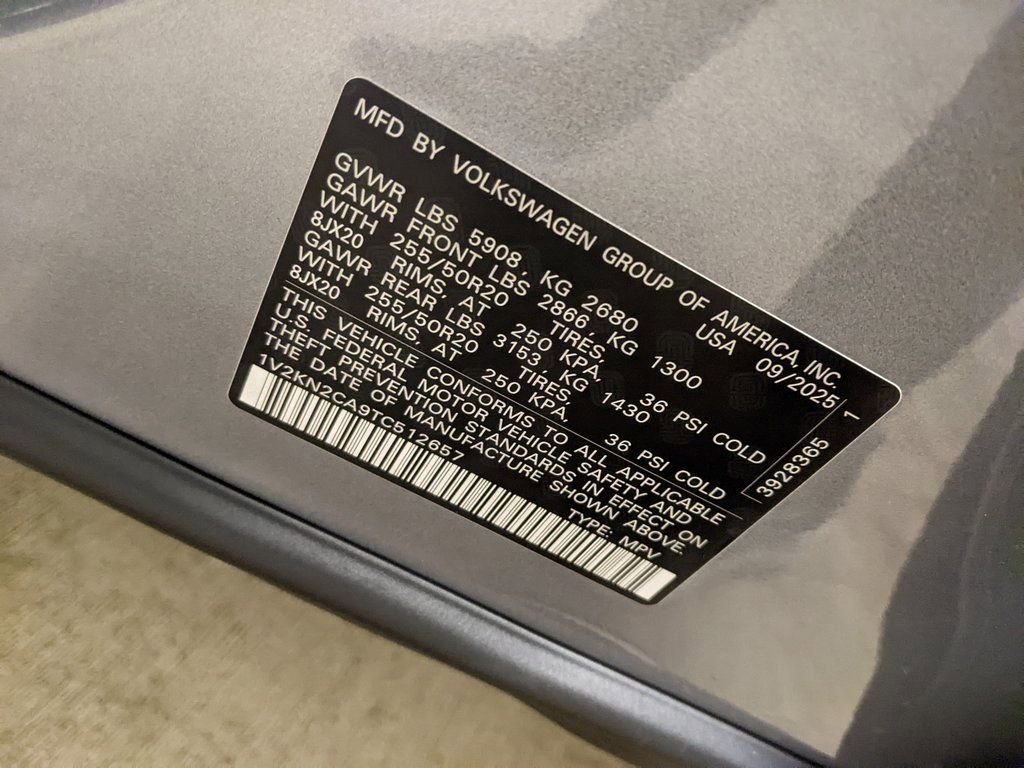 MFD BY VOLKSWAGEN GROUP OF AMERICA, INC.
USA 09/2025
GVWR LBS 5908, KG 2680
GAWR FRONT LBS 2866, KG 1300
WITH 255/50R20 TIRES,
8JX20 RIMS, AT 250 KPA, 36 PSI COLD
GAWR REAR LBS 3153, KG 1430
WITH 255/50R20 TIRES,
8JX20 RIMS, AT 250 KPA, 36 PSI COLD
THIS VEHICLE CONFORMS TO ALL APPLICABLE
U.S. FEDERAL MOTOR VEHICLE SAFETY AND
THEFT PREVENTION STANDARDS IN EFFECT ON
THE DATE OF MANUFACTURE SHOWN ABOVE.
1V2KN2CA9TC512657 TYPE: MPV
3928365 1